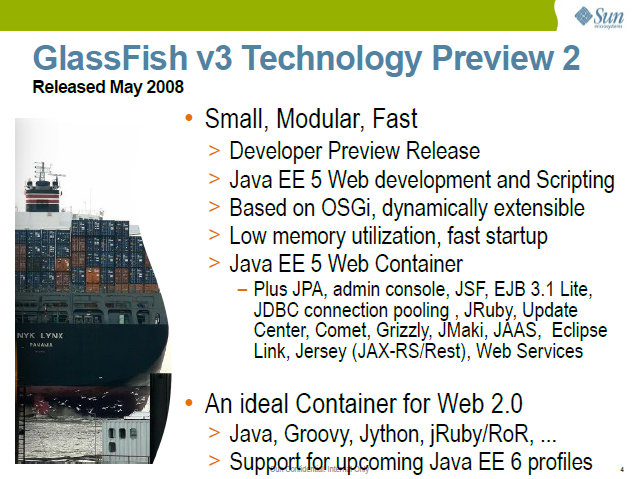 Sun
microsystems
GlassFish v3 Technology Preview 2
Released May 2008
• Small, Modular, Fast
> Developer Preview Release
> Java EE 5 Web development and Scripting
> Based on OSGi, dynamically extensible
> Low memory utilization, fast startup
> Java EE 5 Web Container
– Plus JPA, admin console, JSF, EJB 3.1 Lite,
JDBC connection pooling , JRuby, Update
Center, Comet, Grizzly, JMaki, JAAS, Eclipse
Link, Jersey (JAX-RS/Rest), Web Services
NYK LYNX
PANAMA
• An ideal Container for Web 2.0
> Java, Groovy, Jython, jRuby/RoR, ...
> Support for upcoming Java EE 6 profiles
Sun Confidential: Internal Only
4